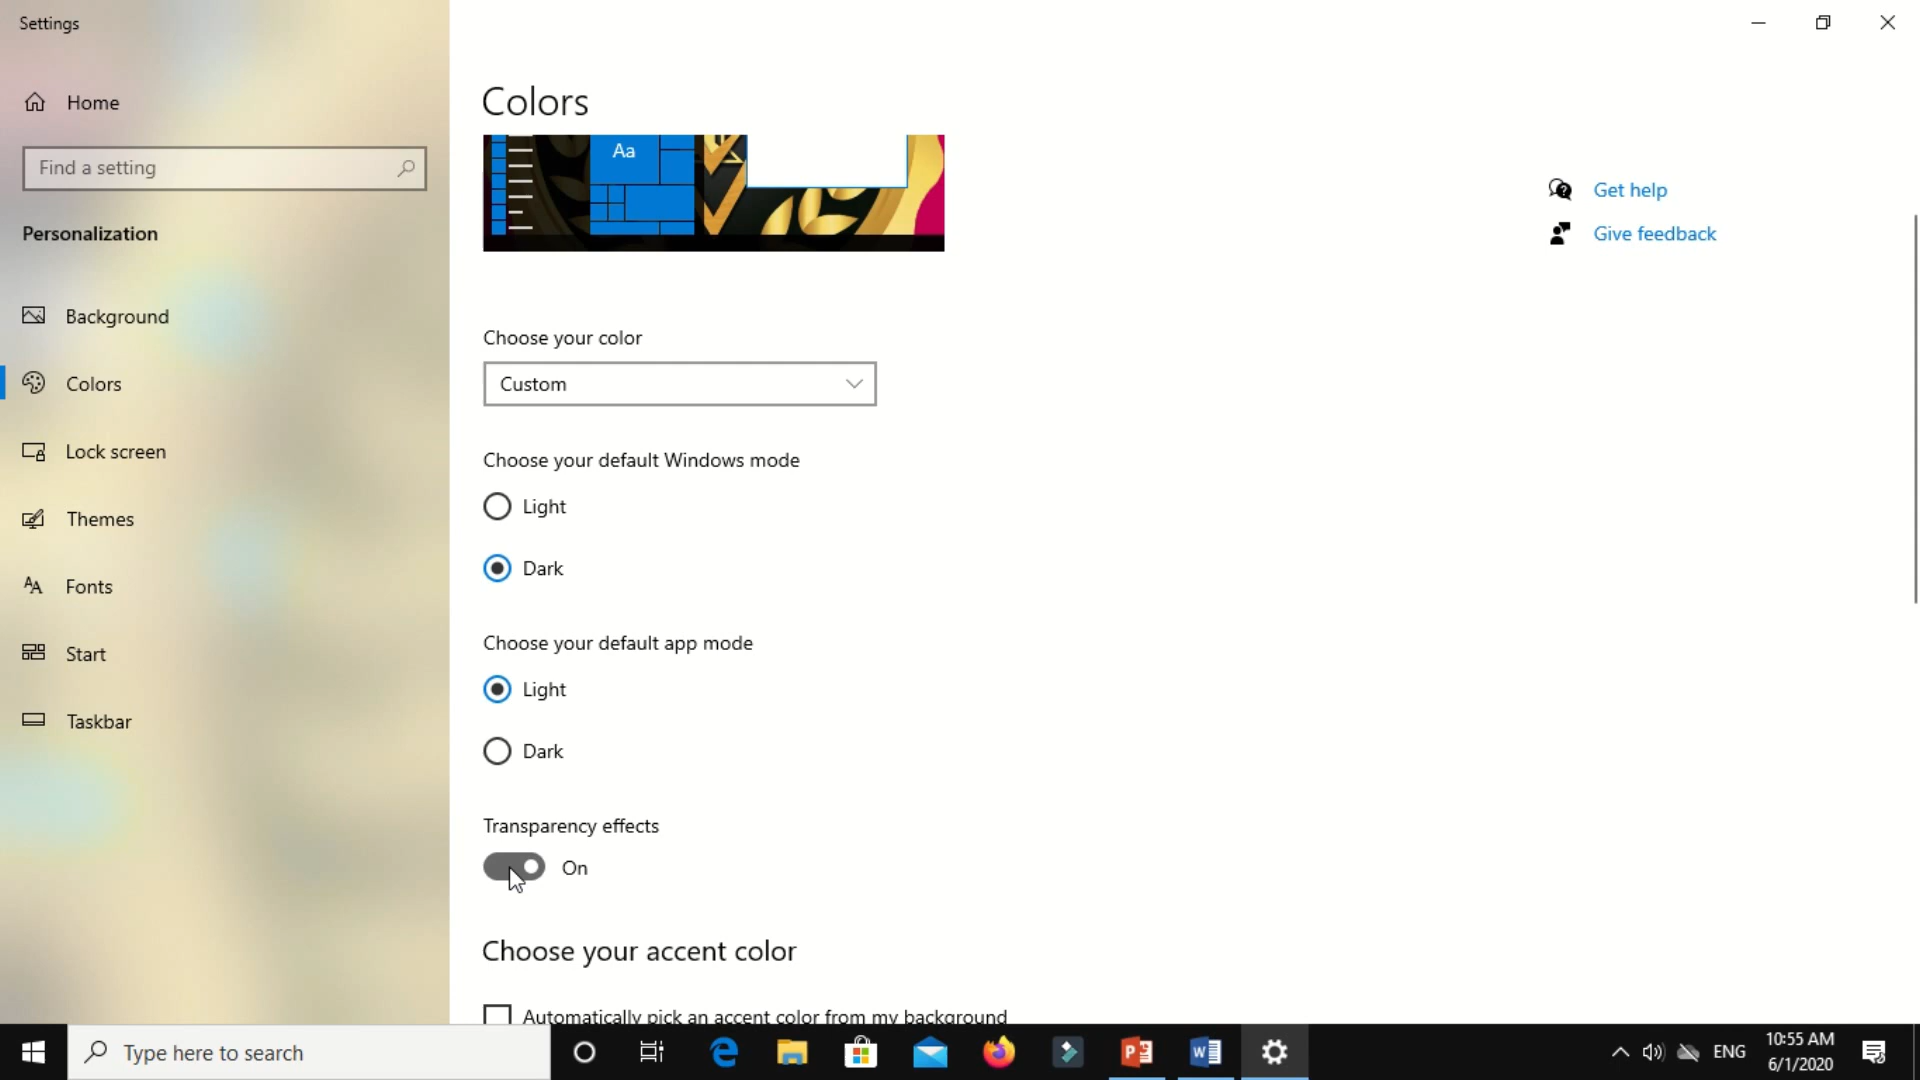 Settings
Home
Find a setting
Personalization
Background
Colors
Lock screen
Themes
Fonts
Start
Taskbar
Colors
Aa
Choose your color
Custom
Choose your default Windows mode
Light
Dark
Choose your default app mode
Light
Dark
Transparency effects
On
Choose your accent color
Automatically pick an accent color from my background
Get help
Give feedback
Type here to search
ENG
10:55 AM
6/1/2020